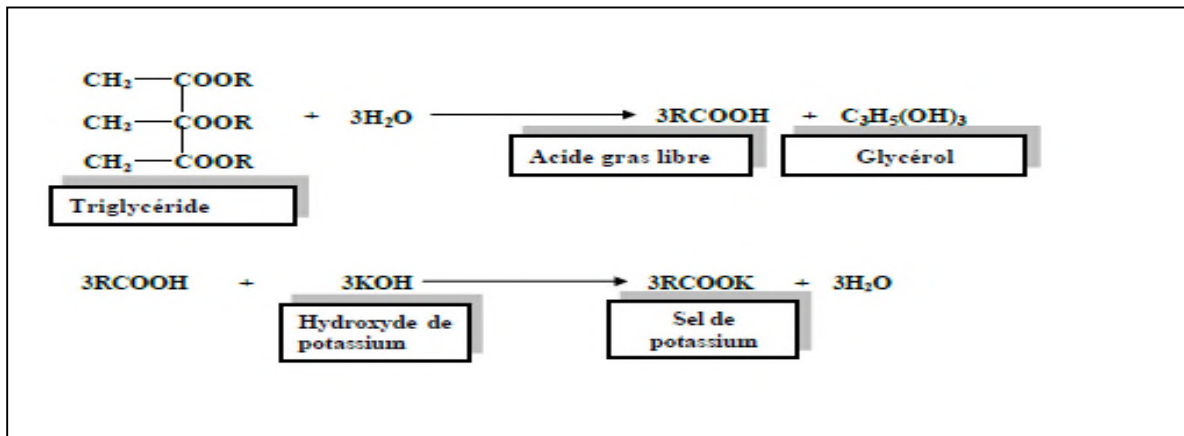 CH₂—COOR
CH₂—COOR + 3H₂O → 3RCOOH + C₃H₅(OH)₃
CH₂—COOR
Acide gras libre
Glycérol
Triglycéride
3RCOOH + 3KOH → 3RCOOK + 3H₂O
Hydroxyde de
potassium
Sel de
potassium